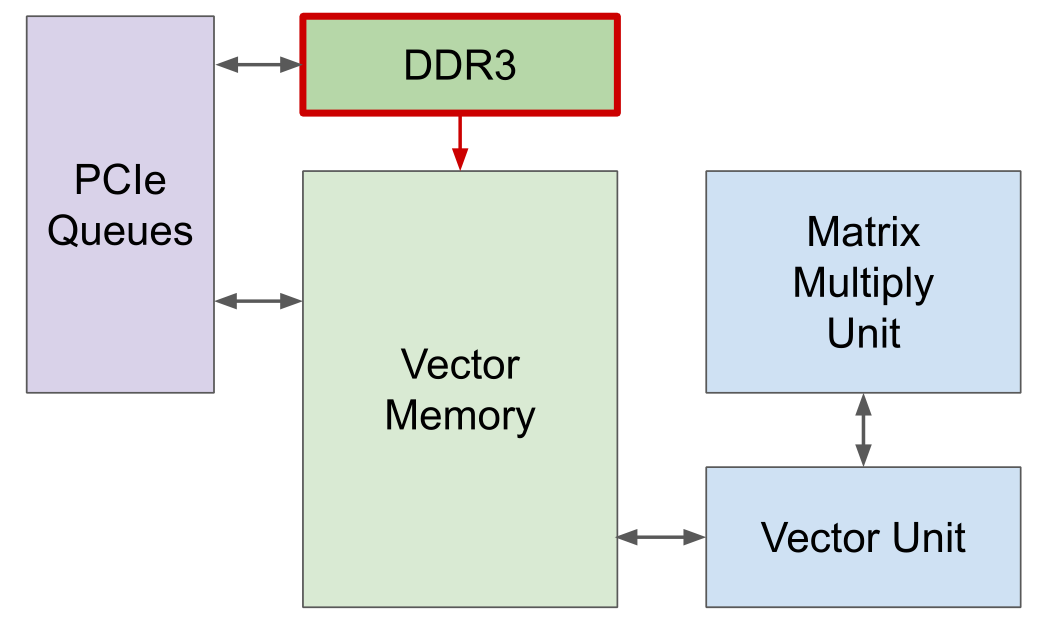 DDR3
PCIe
Queues
Vector
Memory
Matrix
Multiply
Unit
Vector Unit